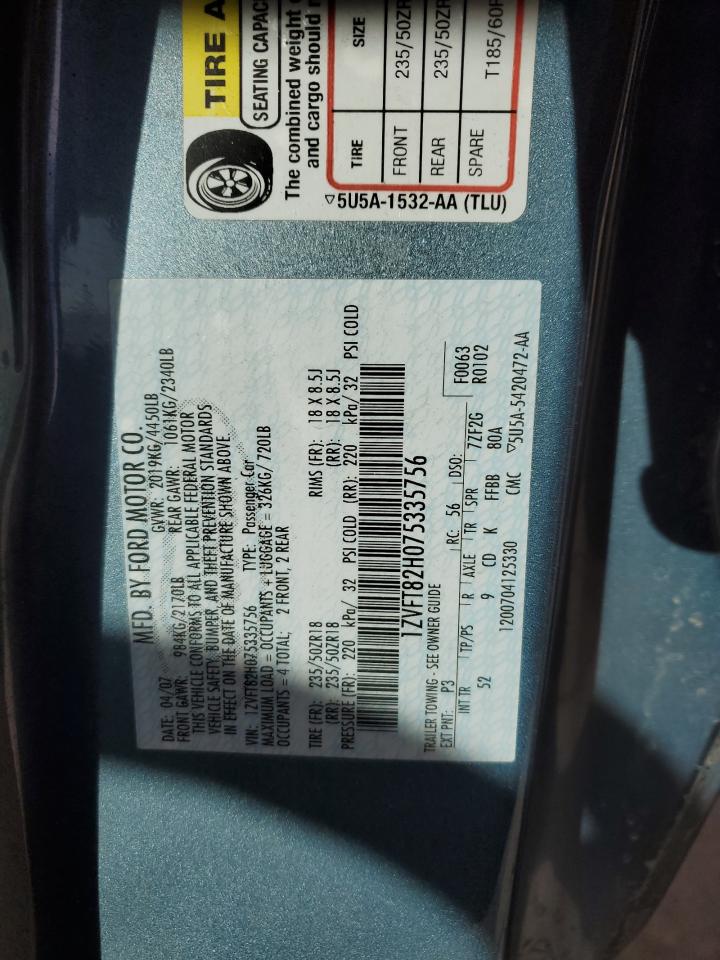 TIRE A
SEATING CAPAC
The combined weight
and cargo should
TIRE SIZE
FRONT 235/50ZR
REAR 235/50ZR
SPARE T185/60R
5U5A-1532-AA (TLU)
MFD. BY FORD MOTOR CO.
DATE: 04/07 GVWR: 2019KG/4450LB
FRONT GAWR: 984KG/2170LB REAR GAWR: 1061KG/2340LB
THIS VEHICLE CONFORMS TO ALL APPLICABLE FEDERAL MOTOR
VEHICLE SAFETY, BUMPER, AND THEFT PREVENTION STANDARDS
IN EFFECT ON THE DATE OF MANUFACTURE SHOWN ABOVE
VIN: 1ZVFT82H075335756 TYPE: Passenger Car
MAXIMUM LOAD = OCCUPANTS + LUGGAGE = 326KG/720LB
OCCUPANTS = 4 TOTAL: 2 FRONT, 2 REAR
TIRE (FR): 235/50ZR18 RIMS (FR): 18 X 8.5J
(RR): 235/50ZR18 (RR): 18 X 8.5J
PRESSURE (FR): 220 kPa/ 32 PSI COLD (RR): 220 kPa/ 32 PSI COLD
1ZVFT82H075335756
TRAILER TOWING - SEE OWNER GUIDE
F0063
EXT PNT: P3 RC: 56 DSO: R0102
INT TR TP/PS R AXLE TR SPR 7ZF2G
52 9 CD K FFBB 80A
1200704125330 CMC 5U5A-5420472-AA